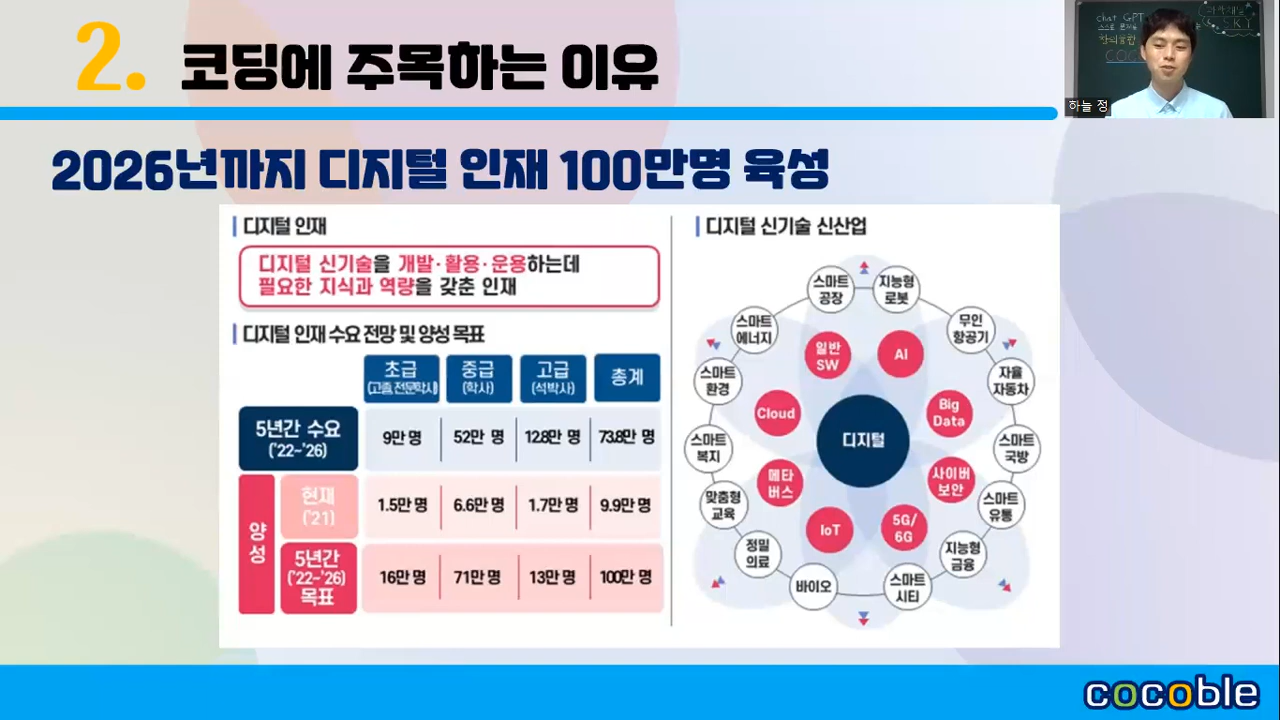 2. 코딩에 주목하는 이유
chat GPT
과학채널
SKY
창의융합
하늘 정
2026년까지 디지털 인재 100만명 육성
디지털 인재
디지털 신기술을 개발·활용·운용하는데
필요한 지식과 역량을 갖춘 인재
디지털 인재 수요 전망 및 양성 목표
초급 중급 고급 총계
(고졸, 전문학사) (학사) (석박사)
5년간 수요
('22~'26)
9만 명 52만 명 12.8만 명 73.8만 명
양성
현재
('21)
1.5만 명 6.6만 명 1.7만 명 9.9만 명
5년간
('22~'26)
목표
16만 명 71만 명 13만 명 100만 명
디지털 신기술 신산업
스마트
공장
지능형
로봇
스마트
에너지
무인
항공기
일반
SW
AI
스마트
환경
자율
자동차
Cloud
Big
Data
디지털
스마트
복지
스마트
국방
메타
버스
사이버
보안
맞춤형
교육
스마트
유통
IoT
5G/
6G
정밀
의료
지능형
금융
바이오
스마트
시티
cocoble